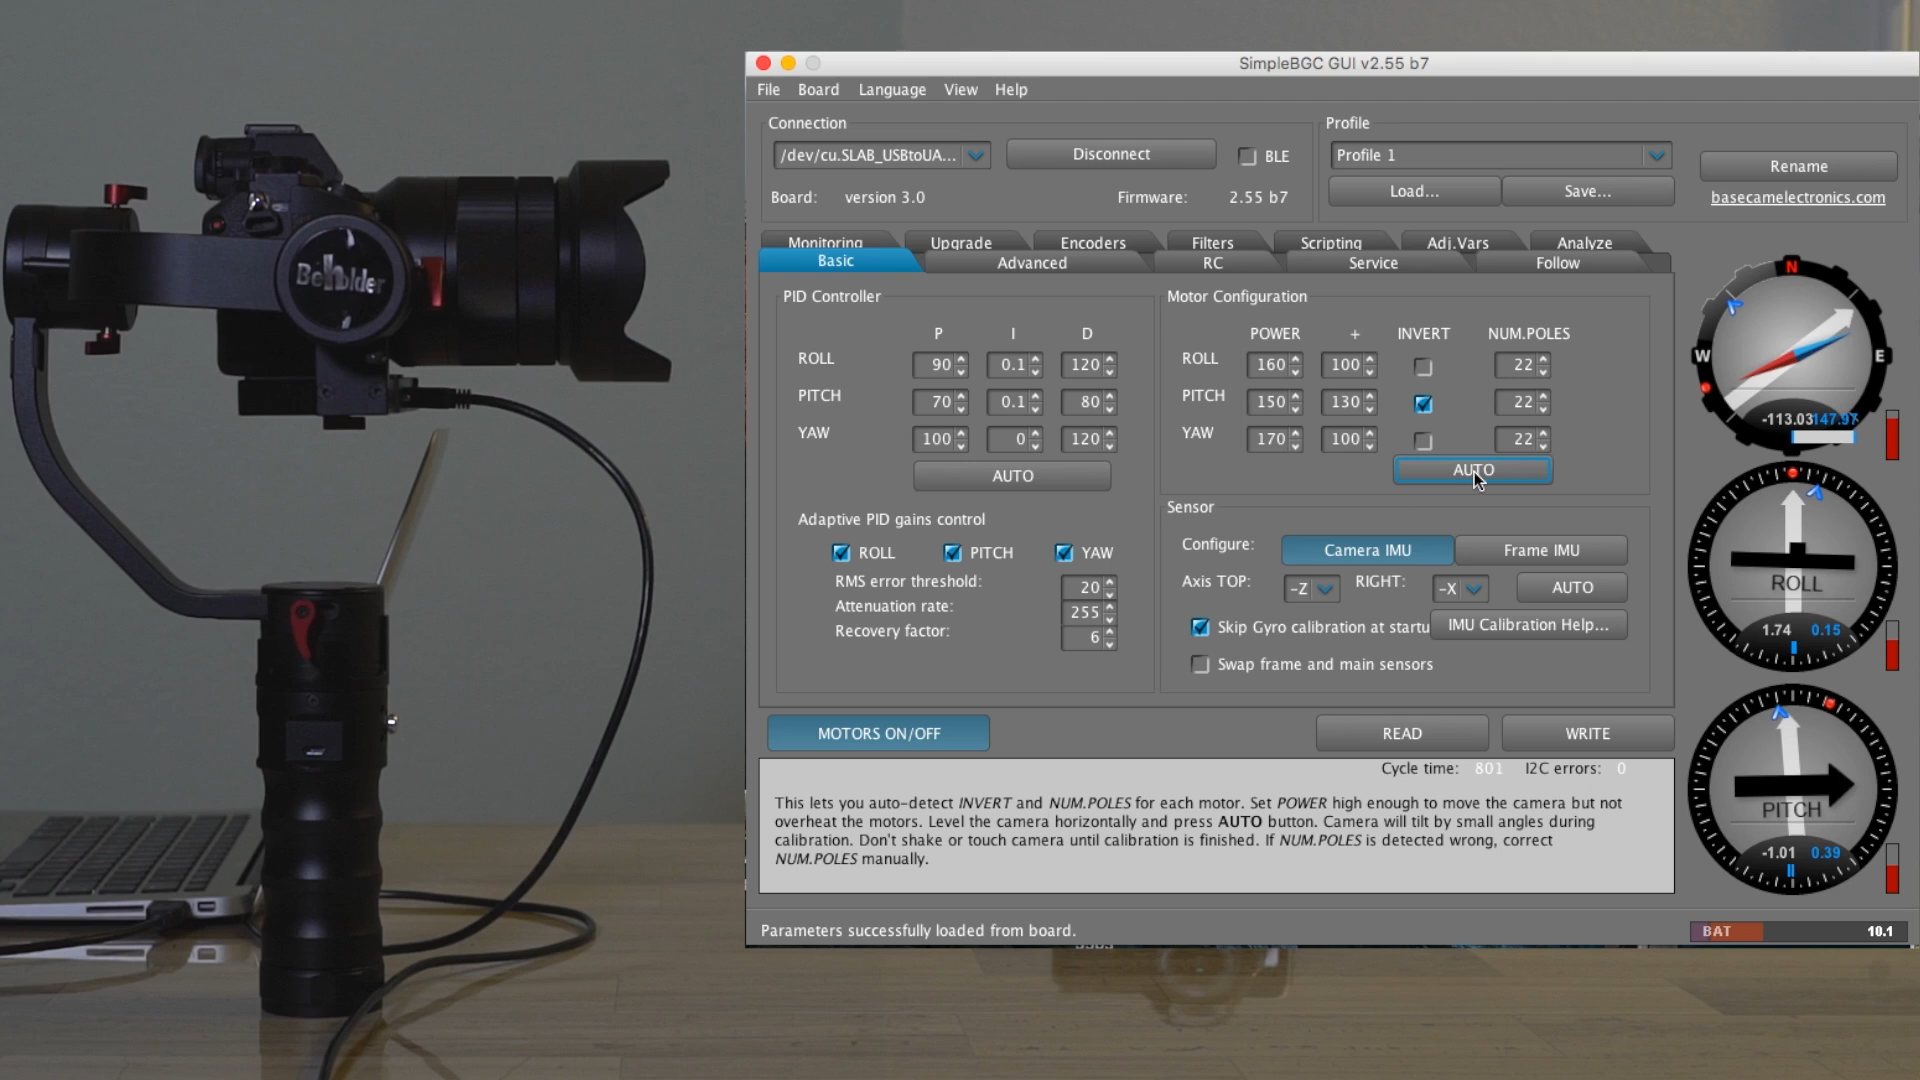 Beholder
SimpleBGC GUI v2.55 b7
File Board Language View Help
Connection
/dev/cu.SLAB_USBtoUA... Disconnect BLE
Board: version 3.0 Firmware: 2.55 b7
Profile
Profile 1
Load... Save...
Rename
basecamelectronics.com
Monitoring Upgrade Encoders Filters Scripting Adj.Vars Analyze
Basic Advanced RC Service Follow
PID Controller
P I D
ROLL 90 0.1 120
PITCH 70 0.1 80
YAW 100 0 120
AUTO
Adaptive PID gains control
ROLL PITCH YAW
RMS error threshold: 20
Attenuation rate: 255
Recovery factor: 6
Motor Configuration
POWER + INVERT NUM.POLES
ROLL 160 100 22
PITCH 150 130 22
YAW 170 100 22
AUTO
Sensor
Configure: Camera IMU Frame IMU
Axis TOP: -Z RIGHT: -X AUTO
Skip Gyro calibration at startu IMU Calibration Help...
Swap frame and main sensors
N
W E
-113.03 147.97
ROLL
1.74 0.15
PITCH
-1.01 0.39
MOTORS ON/OFF READ WRITE
Cycle time: 801 I2C errors: 0
This lets you auto-detect INVERT and NUM.POLES for each motor. Set POWER high enough to move the camera but not
overheat the motors. Level the camera horizontally and press AUTO button. Camera will tilt by small angles during
calibration. Don't shake or touch camera until calibration is finished. If NUM.POLES is detected wrong, correct
NUM.POLES manually.
Parameters successfully loaded from board.
BAT 10.1